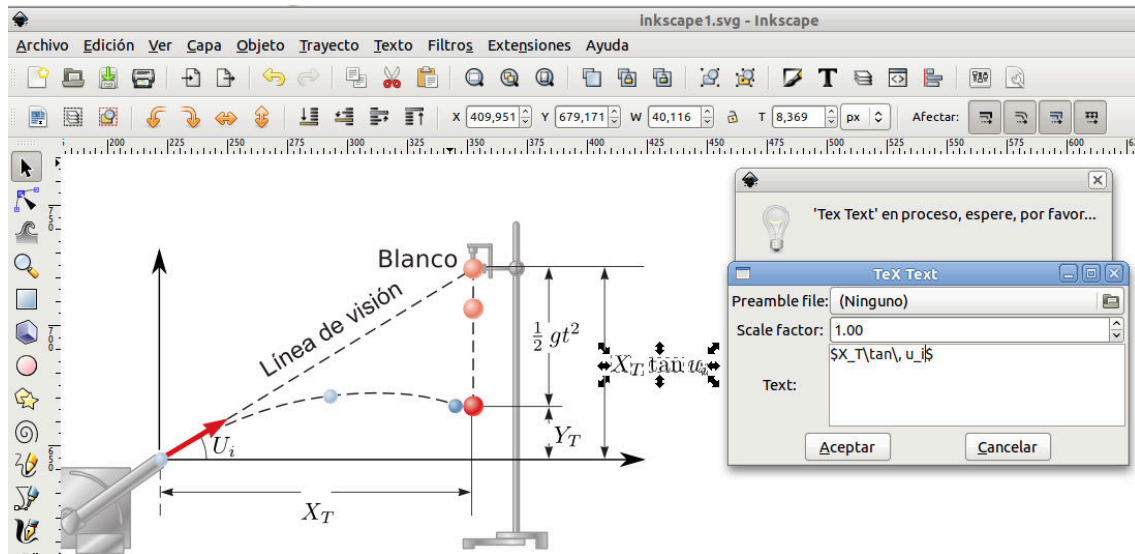 inkscape1.svg - Inkscape
Archivo Edición Ver Capa Objeto Trayecto Texto Filtros Extensiones Ayuda
X 409,951 Y 679,171 W 40,116 T 8,369 px Afectar:
200 225 250 275 300 325 350 375 400 425 450 475 500 525 550 575 600
'Tex Text' en proceso, espere, por favor...
TeX Text
Preamble file: (Ninguno)
Scale factor: 1.00
Text: $X_T\tan\, u_i$
Aceptar Cancelar
Blanco
Línea de visión
1/2 gt²
X_T tan u_i
Y_T
U_i
X_T